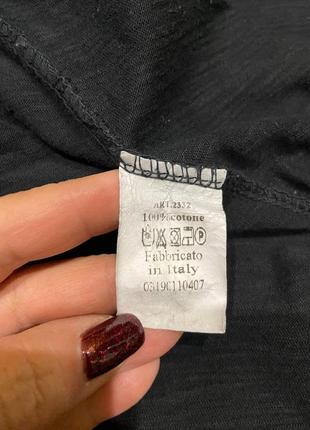 ART.2332
100%cotone
P
Fabbricato
in Italy
0319C110407